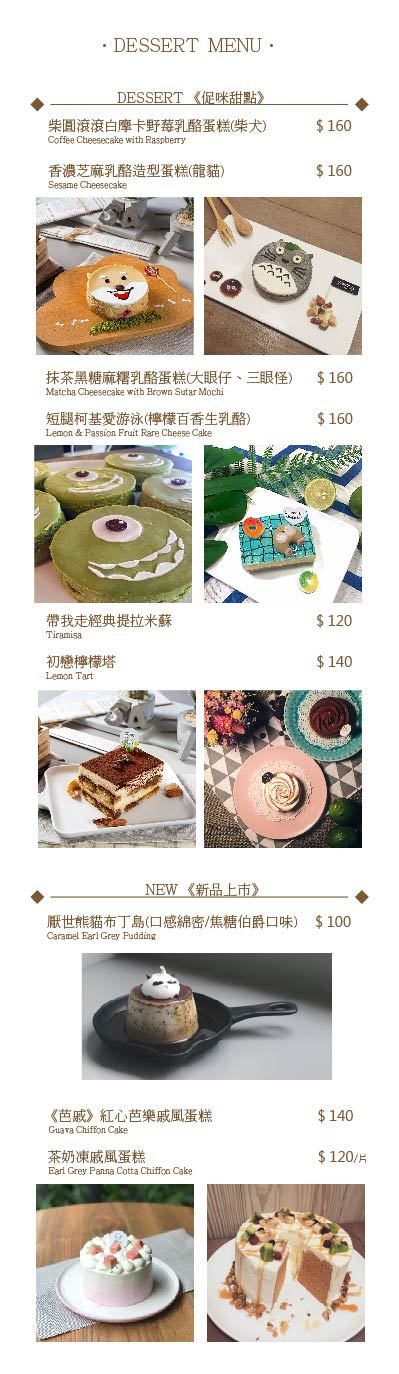 · DESSERT MENU ·
DESSERT 《促咪甜點》
柴圓滾滾白摩卡野莓乳酪蛋糕(柴犬) $ 160
Coffee Cheesecake with Raspberry
香濃芝麻乳酪造型蛋糕(龍貓) $ 160
Sesame Cheesecake
抹茶黑糖麻糬乳酪蛋糕(大眼仔、三眼怪) $ 160
Matcha Cheesecake with Brown Sutar Mochi
短腿柯基愛游泳(檸檬百香生乳酪) $ 160
Lemon & Passion Fruit Rare Cheese Cake
帶我走經典提拉米蘇 $ 120
Tiramisa
初戀檸檬塔 $ 140
Lemon Tart
NEW 《新品上市》
厭世熊貓布丁島(口感綿密/焦糖伯爵口味) $ 100
Caramel Earl Grey Pudding
《芭戚》紅心芭樂戚風蛋糕 $ 140
Guava Chiffon Cake
茶奶凍戚風蛋糕 $ 120/片
Earl Grey Panna Cotta Chiffon Cake